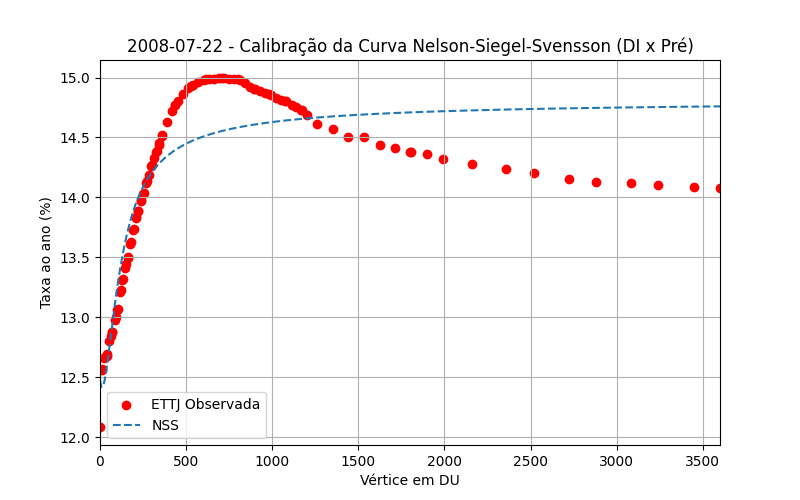 2008-07-22 - Calibração da Curva Nelson-Siegel-Svensson (DI x Pré)
Taxa ao ano (%)
15.0
14.5
14.0
13.5
13.0
12.5
12.0
ETTJ Observada
NSS
0 500 1000 1500 2000 2500 3000 3500
Vértice em DU